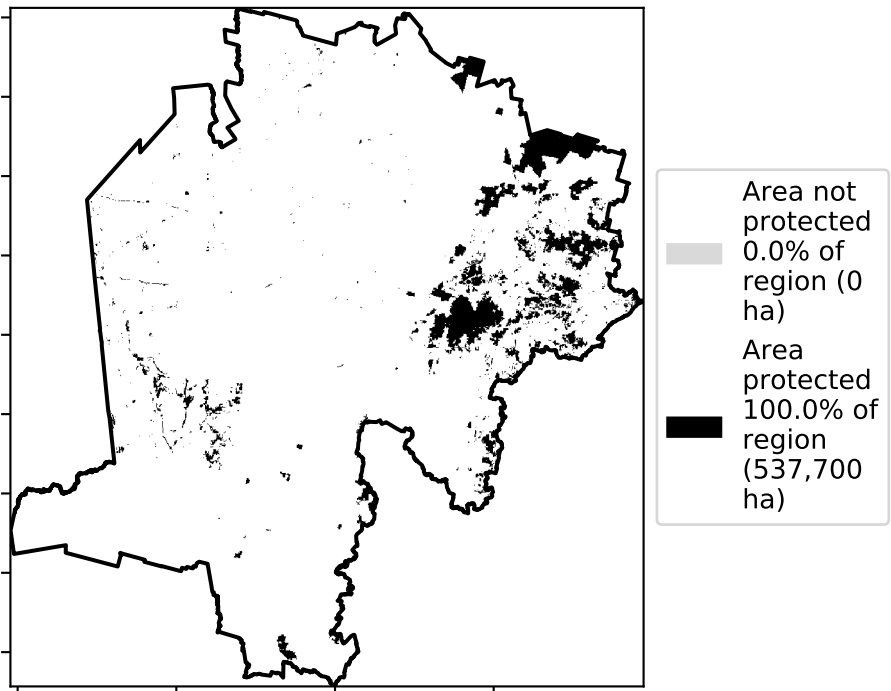 Area not
protected
0.0% of
region (0
ha)
Area
protected
100.0% of
region
(537,700
ha)